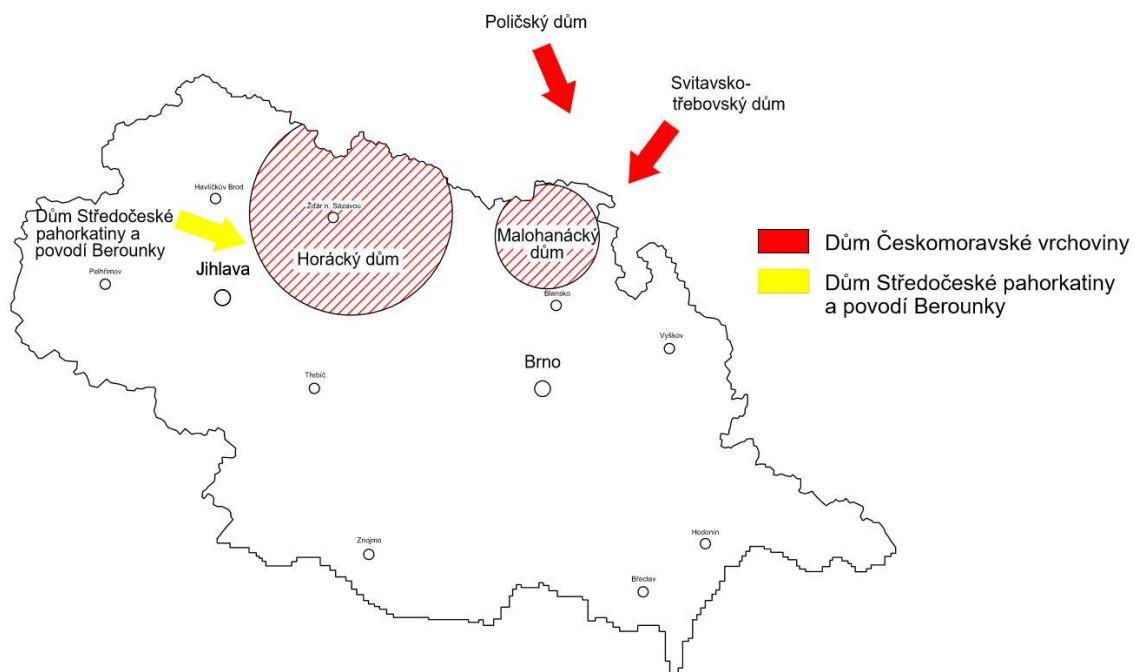 Poličský dům
Svitavsko-
třebovský dům
Havlíčkův Brod
Žďár n. Sázavou
Dům Středočeské
pahorkatiny a
povodí Berounky
Malohanácký
dům
Horácký dům
Dům Českomoravské vrchoviny
Dům Středočeské pahorkatiny
a povodí Berounky
Pelhřimov
Jihlava
Blansko
Vyškov
Brno
Třebíč
Znojmo
Hodonín
Břeclav